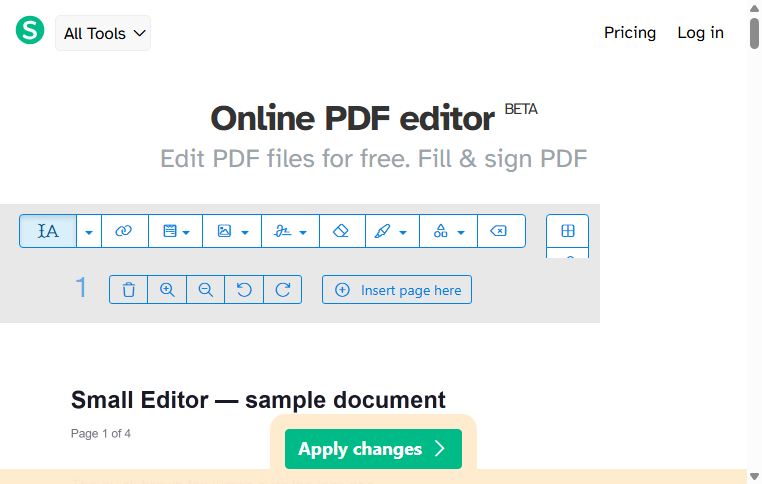 S
All Tools
Pricing
Log in
Online PDF editor BETA
Edit PDF files for free. Fill & sign PDF
A
1
Insert page here
Small Editor — sample document
Page 1 of 4
Apply changes